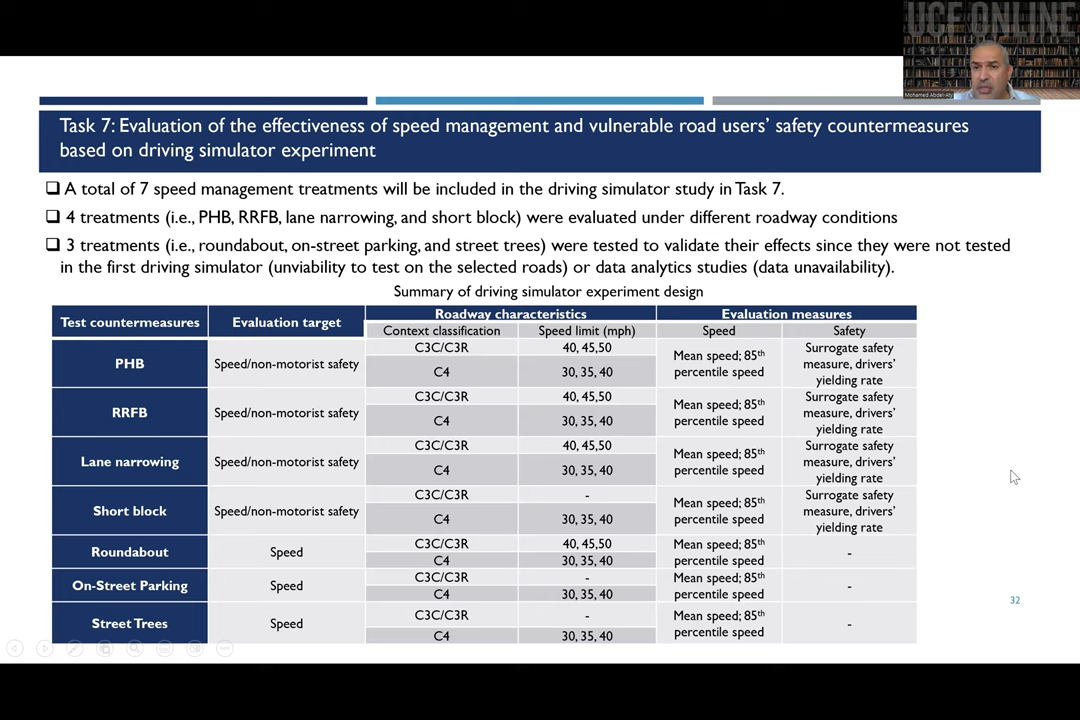 UCF ONLINE
Mohamed Abdel-Aty
Task 7: Evaluation of the effectiveness of speed management and vulnerable road users' safety countermeasures
based on driving simulator experiment
❑ A total of 7 speed management treatments will be included in the driving simulator study in Task 7.
❑ 4 treatments (i.e., PHB, RRFB, lane narrowing, and short block) were evaluated under different roadway conditions
❑ 3 treatments (i.e., roundabout, on-street parking, and street trees) were tested to validate their effects since they were not tested
in the first driving simulator (unviability to test on the selected roads) or data analytics studies (data unavailability).
Summary of driving simulator experiment design
Test countermeasures Evaluation target Roadway characteristics Evaluation measures
Context classification Speed limit (mph) Speed Safety
PHB Speed/non-motorist safety C3C/C3R 40, 45,50 Mean speed; 85th percentile speed Surrogate safety measure, drivers' yielding rate
C4 30, 35, 40
RRFB Speed/non-motorist safety C3C/C3R 40, 45,50 Mean speed; 85th percentile speed Surrogate safety measure, drivers' yielding rate
C4 30, 35, 40
Lane narrowing Speed/non-motorist safety C3C/C3R 40, 45,50 Mean speed; 85th percentile speed Surrogate safety measure, drivers' yielding rate
C4 30, 35, 40
Short block Speed/non-motorist safety C3C/C3R - Mean speed; 85th percentile speed Surrogate safety measure, drivers' yielding rate
C4 30, 35, 40
Roundabout Speed C3C/C3R 40, 45,50 Mean speed; 85th percentile speed -
C4 30, 35, 40
On-Street Parking Speed C3C/C3R - Mean speed; 85th percentile speed -
C4 30, 35, 40
Street Trees Speed C3C/C3R - Mean speed; 85th percentile speed -
C4 30, 35, 40
32